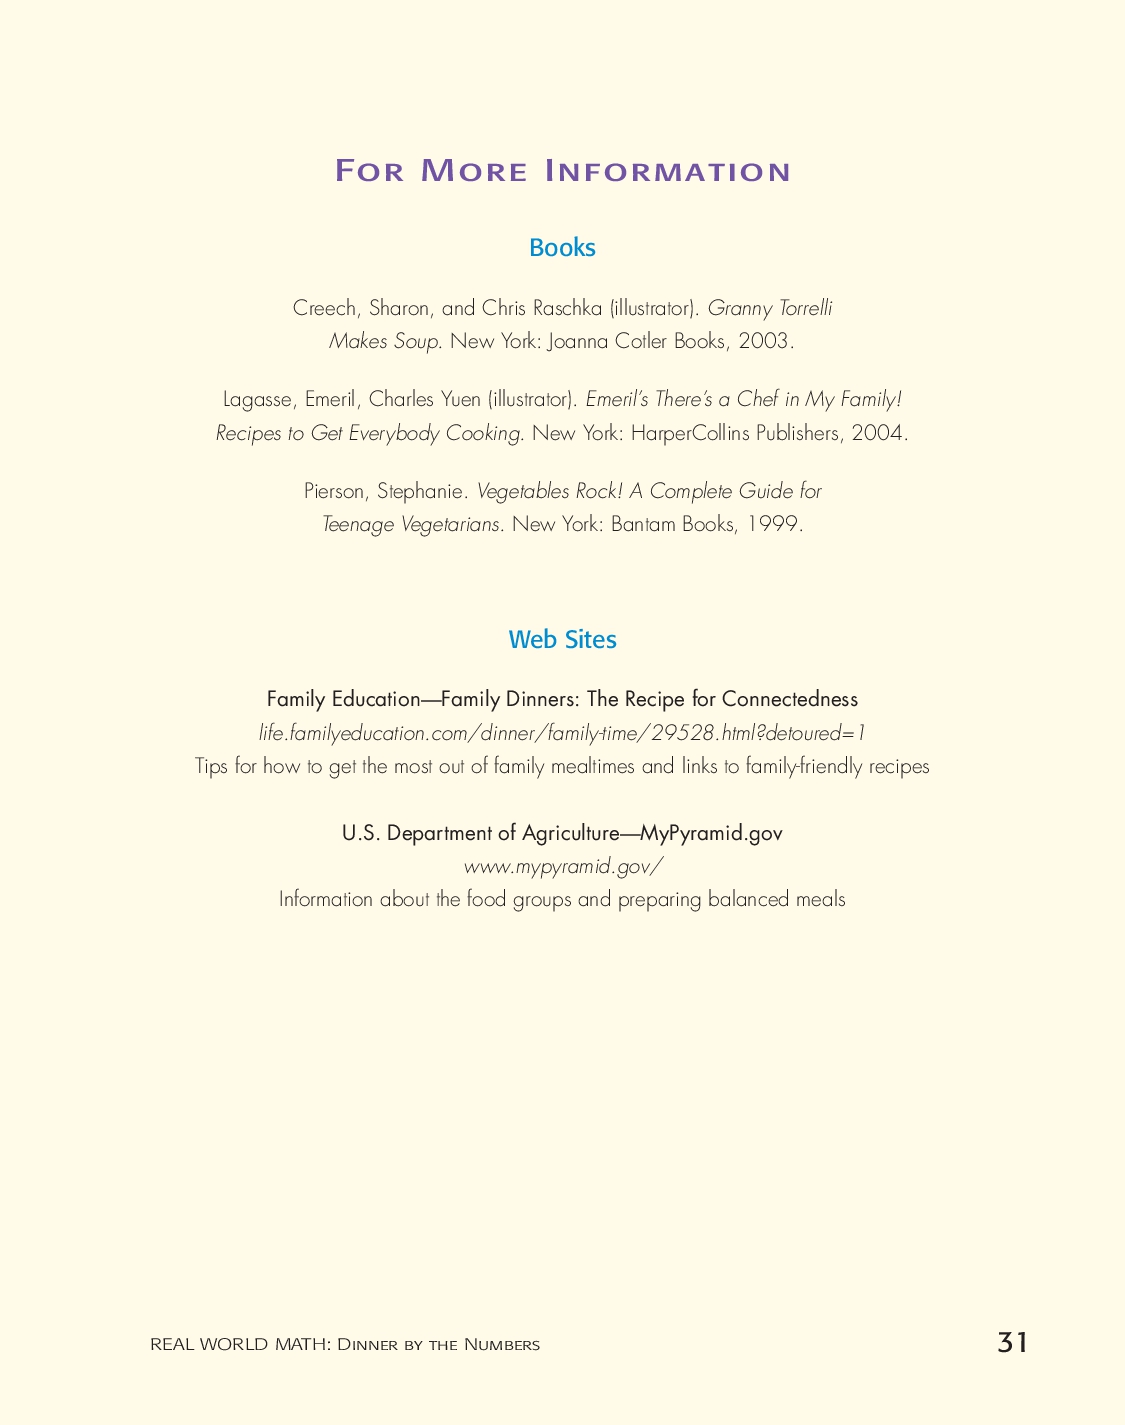 For More Information
Books
Creech, Sharon, and Chris Raschka (illustrator). Granny Torrelli
Makes Soup. New York: Joanna Cotler Books, 2003.
Lagasse, Emeril, Charles Yuen (illustrator). Emeril’s There’s a Chef in My Family!
Recipes to Get Everybody Cooking. New York: HarperCollins Publishers, 2004.
Pierson, Stephanie. Vegetables Rock! A Complete Guide for
Teenage Vegetarians. New York: Bantam Books, 1999.
Web Sites
Family Education—Family Dinners: The Recipe for Connectedness
life.familyeducation.com/dinner/family-time/29528.html?detoured=1
Tips for how to get the most out of family mealtimes and links to family-friendly recipes
U.S. Department of Agriculture—MyPyramid.gov
www.mypyramid.gov/
Information about the food groups and preparing balanced meals
REAL WORLD MATH: Dinner by the Numbers
31